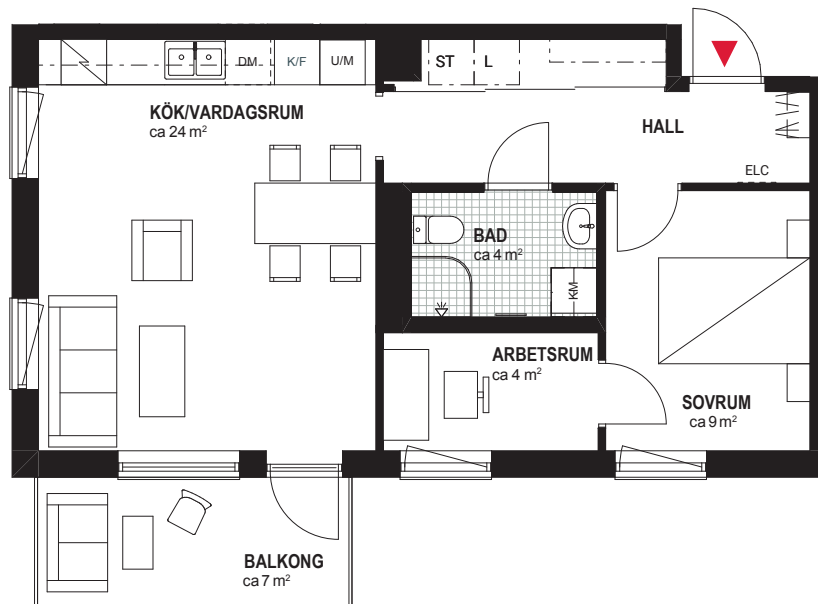 DM
K/F
U/M
ST
L
KÖK/VARDAGSRUM
ca 24 m²
HALL
ELC
BAD
ca 4 m²
KM
ARBETSRUM
ca 4 m²
SOVRUM
ca 9 m²
BALKONG
ca 7 m²